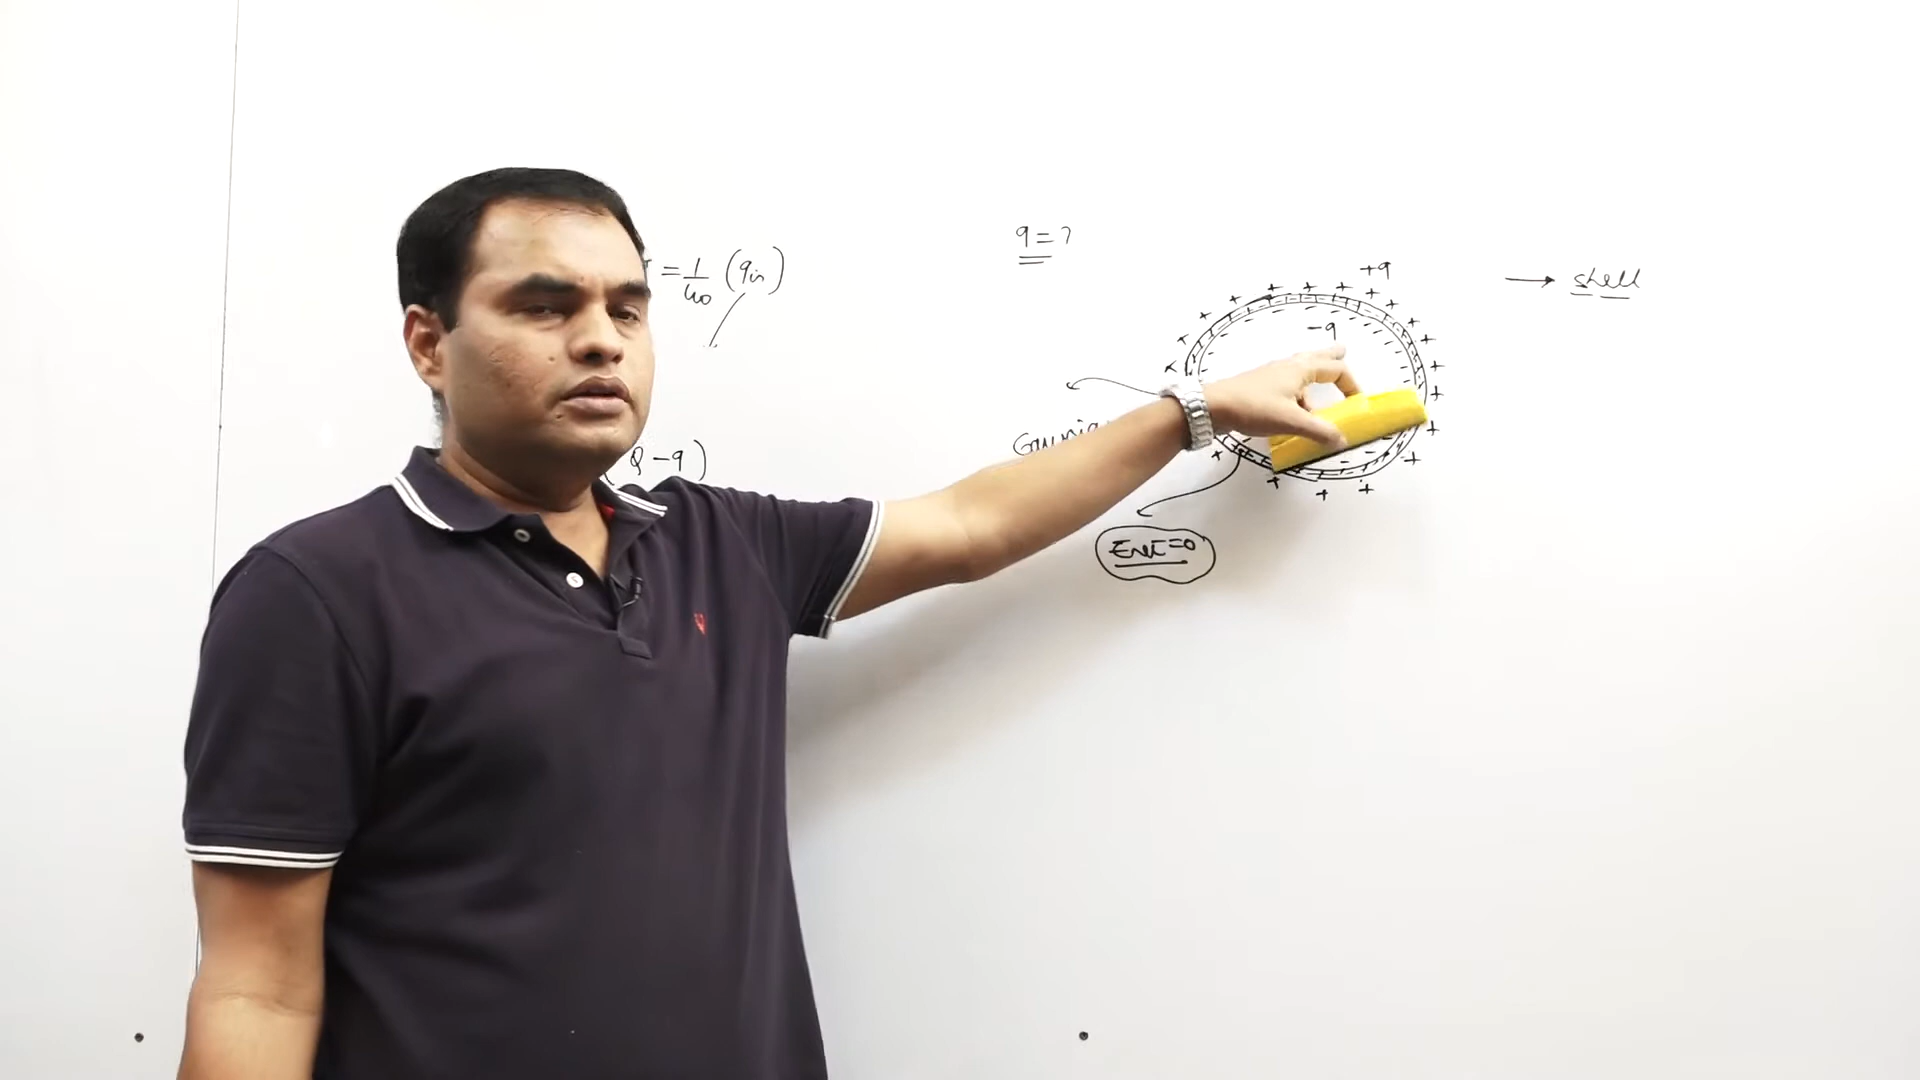 = 1/ε₀ (qin)
(Q - q)
q = ?
+q
-q
Enet = 0
→ shell